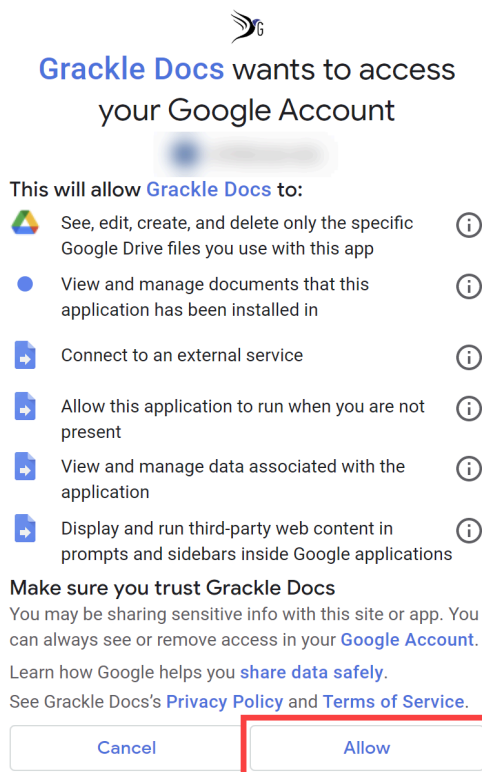 G
Grackle Docs wants to access
your Google Account
This will allow Grackle Docs to:
See, edit, create, and delete only the specific
Google Drive files you use with this app
View and manage documents that this
application has been installed in
Connect to an external service
Allow this application to run when you are not
present
View and manage data associated with the
application
Display and run third-party web content in
prompts and sidebars inside Google applications
Make sure you trust Grackle Docs
You may be sharing sensitive info with this site or app. You
can always see or remove access in your Google Account.
Learn how Google helps you share data safely.
See Grackle Docs's Privacy Policy and Terms of Service.
Cancel
Allow